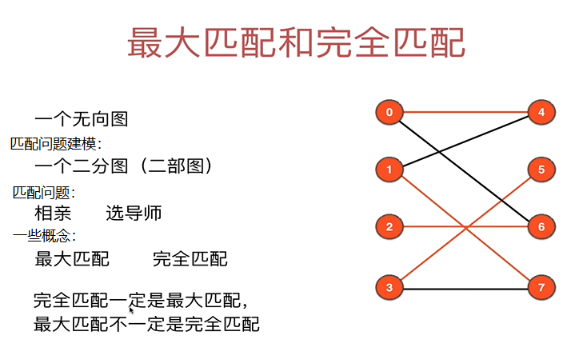 最大匹配和完全匹配
一个无向图
匹配问题建模:
一个二分图（二部图）
匹配问题:
相亲 选导师
一些概念:
最大匹配 完全匹配
完全匹配一定是最大匹配，
最大匹配不一定是完全匹配
0 4
1 5
2 6
3 7